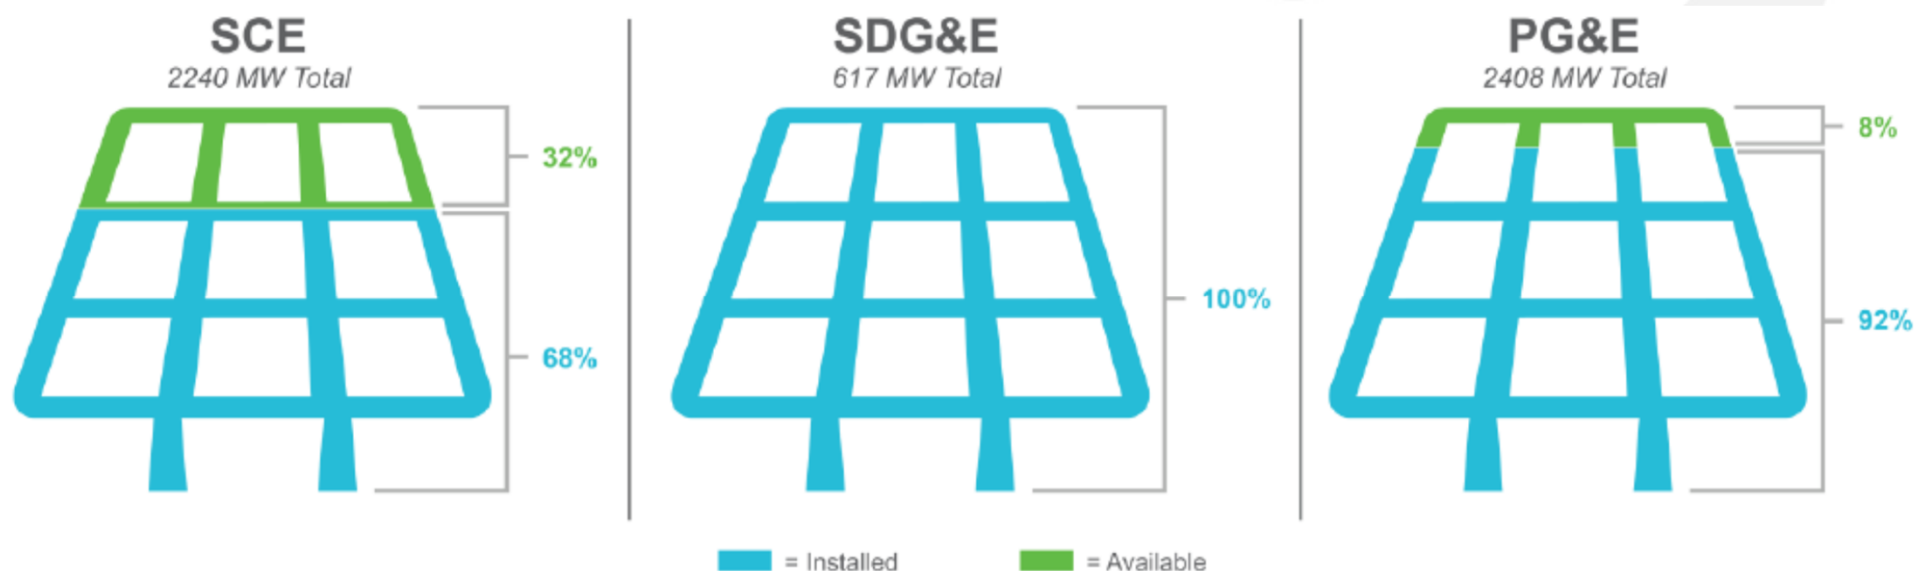 SCE
2240 MW Total
32%
68%
SDG&E
617 MW Total
100%
PG&E
2408 MW Total
8%
92%
= Installed
= Available